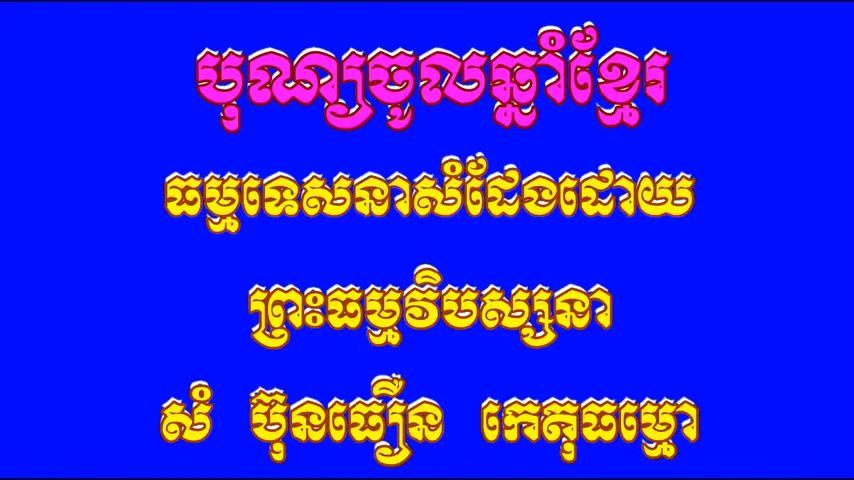 បុណ្យចូលឆ្នាំខ្មែរ
ធម្មទេសនាសំដែងដោយ
ព្រះធម្មវិបស្សនា
សំ ប៊ុនធឿន កេតុធម្មោ